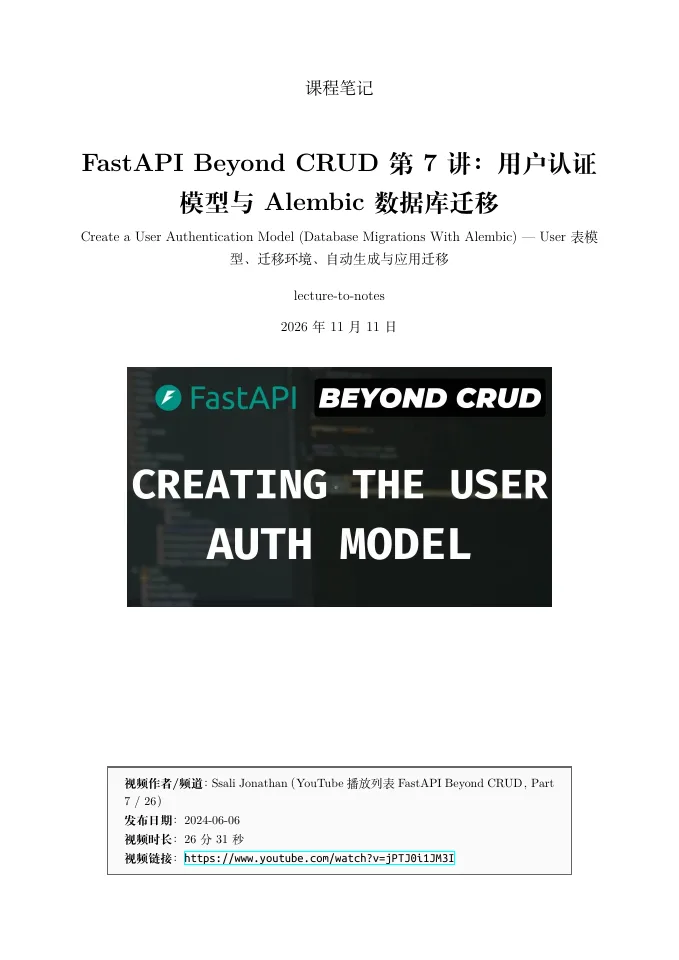 课程笔记
FastAPI Beyond CRUD 第 7 讲：用户认证
模型与 Alembic 数据库迁移
Create a User Authentication Model (Database Migrations With Alembic) — User 表模
型、迁移环境、自动生成与应用迁移
lecture-to-notes
2026 年 11 月 11 日
FastAPI BEYOND CRUD
CREATING THE USER
AUTH MODEL
视频作者/频道：Ssali Jonathan (YouTube 播放列表 FastAPI Beyond CRUD, Part
7 / 26)
发布日期：2024-06-06
视频时长：26 分 31 秒
视频链接：https://www.youtube.com/watch?v=jPTJ0i1JM3I